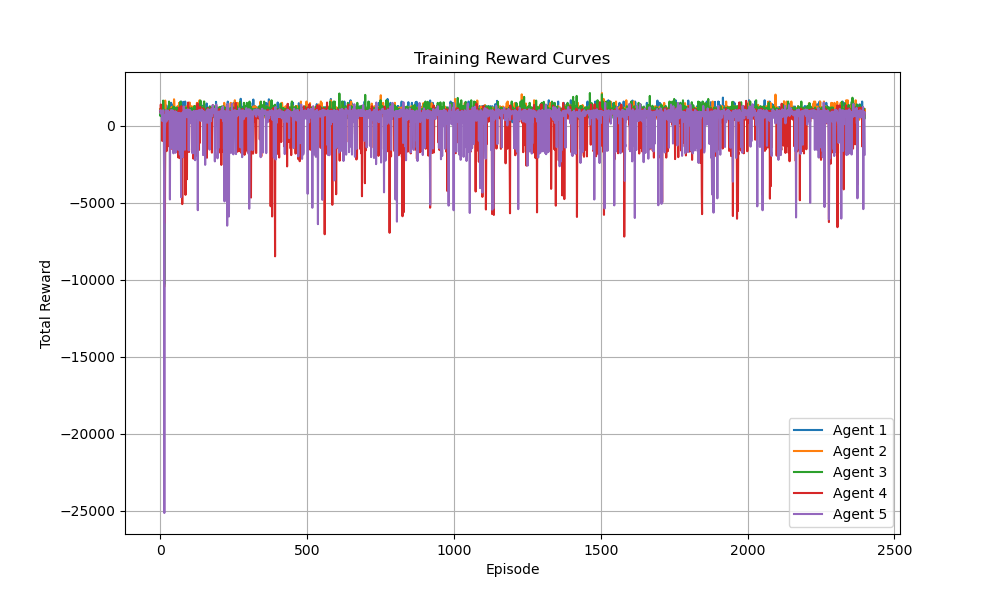 Training Reward Curves
Total Reward
0
−5000
−10000
−15000
−20000
−25000
0
500
1000
1500
2000
2500
Episode
Agent 1
Agent 2
Agent 3
Agent 4
Agent 5